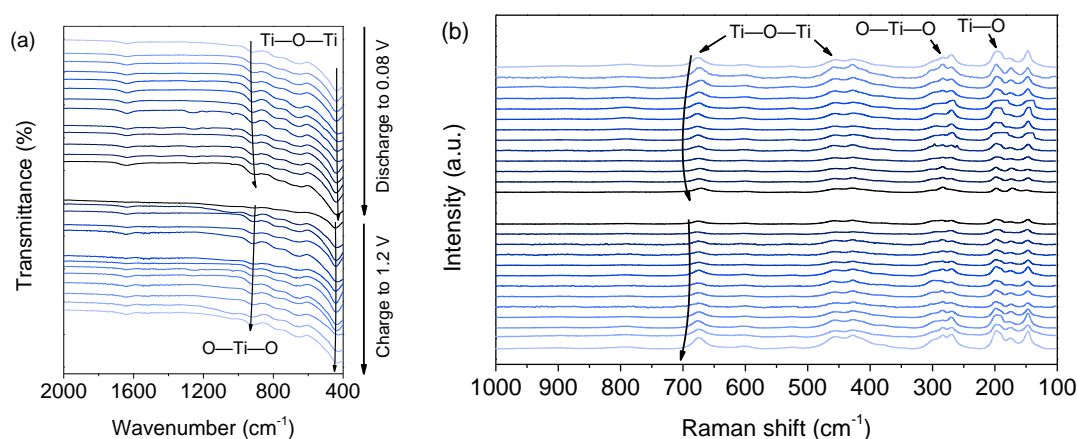 (a)
Ti—O—Ti
O—Ti—O
Transmittance (%)
2000 1600 1200 800 400
Wavenumber (cm-1)
Discharge to 0.08 V
Charge to 1.2 V
(b)
Ti—O—Ti
O—Ti—O
Ti—O
Intensity (a.u.)
1000 900 800 700 600 500 400 300 200 100
Raman shift (cm-1)